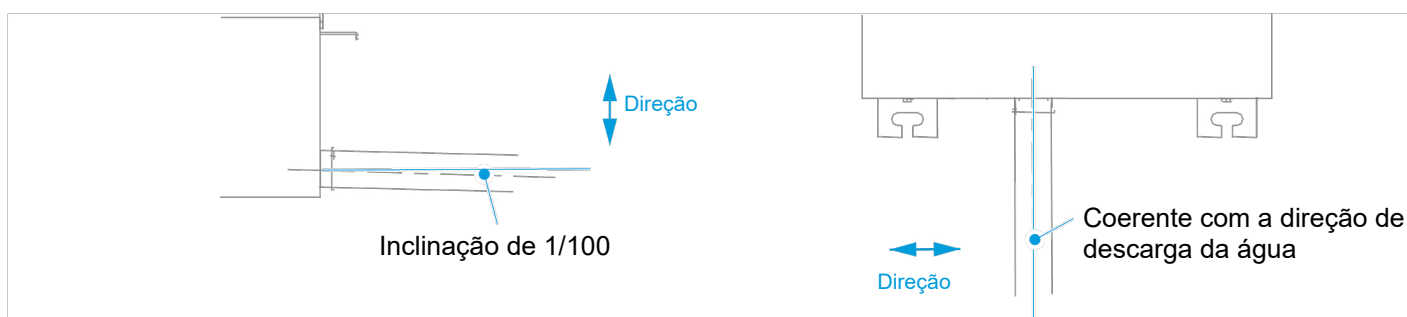 Direção
Inclinação de 1/100
Coerente com a direção de
descarga da água
Direção